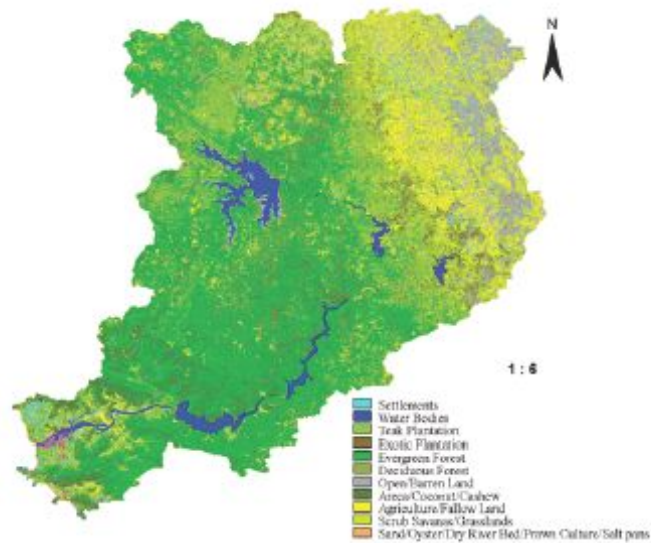 N
1 : 6
Settlements
Water Bodies
Teak Plantation
Exotic Plantation
Evergreen Forest
Deciduous Forest
Open/Barren Land
Areca/Coconut/Cashew
Agriculture/Fallow Land
Scrub Savanas/Grasslands
Sand/Oyster/Dry River Bed/Prawn Culture/Salt pans